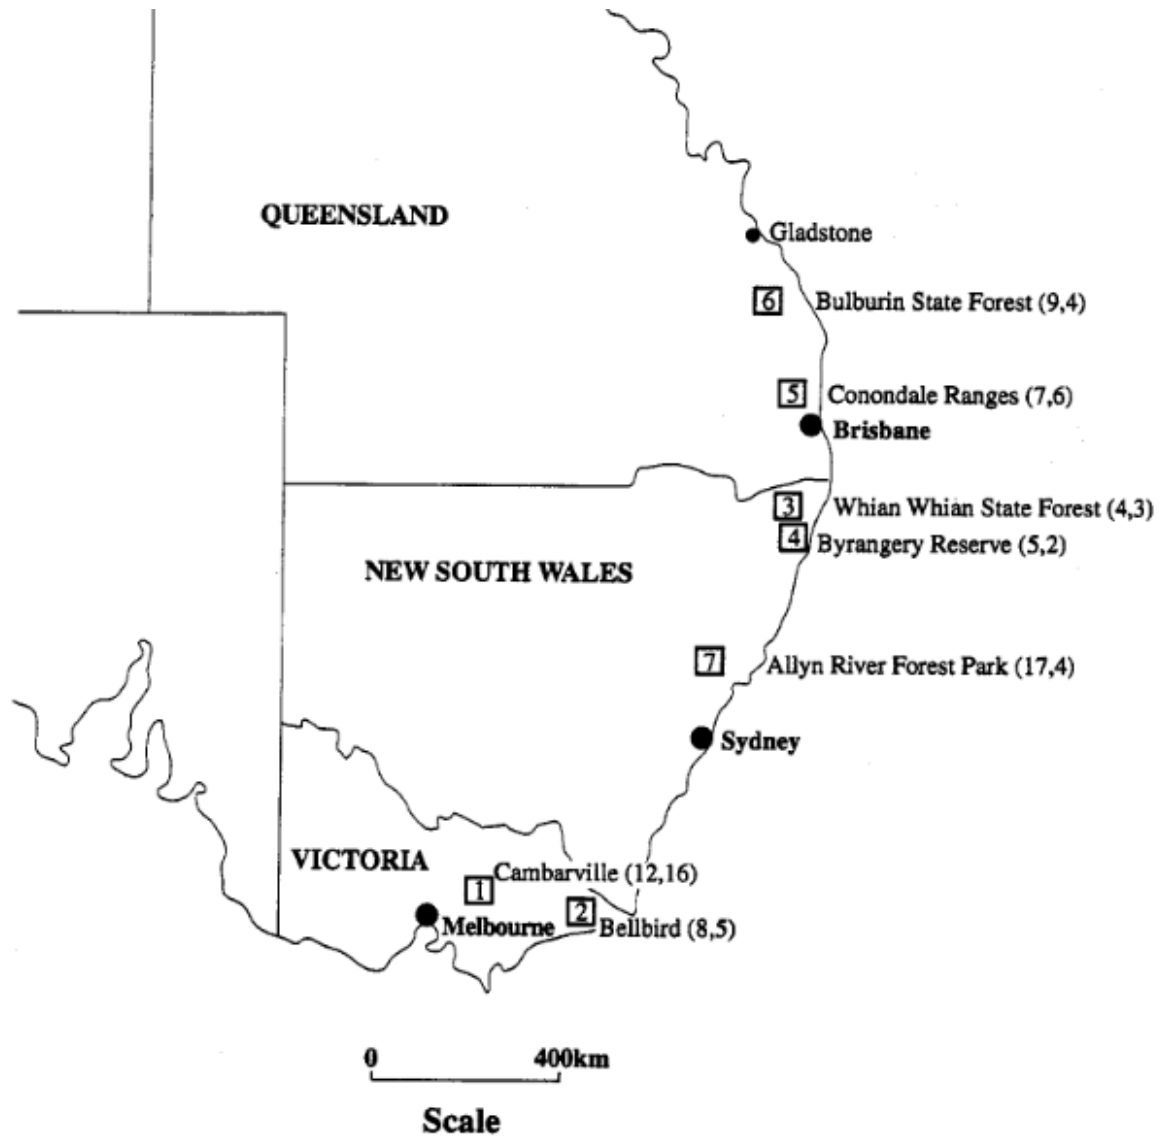 QUEENSLAND
Gladstone
6 Bulburin State Forest (9,4)
5 Conondale Ranges (7,6)
Brisbane
3 Whian Whian State Forest (4,3)
4 Byrangery Reserve (5,2)
NEW SOUTH WALES
7 Allyn River Forest Park (17,4)
Sydney
VICTORIA
Cambarville (12,16)
1
2
Melbourne
Bellbird (8,5)
0 400km
Scale